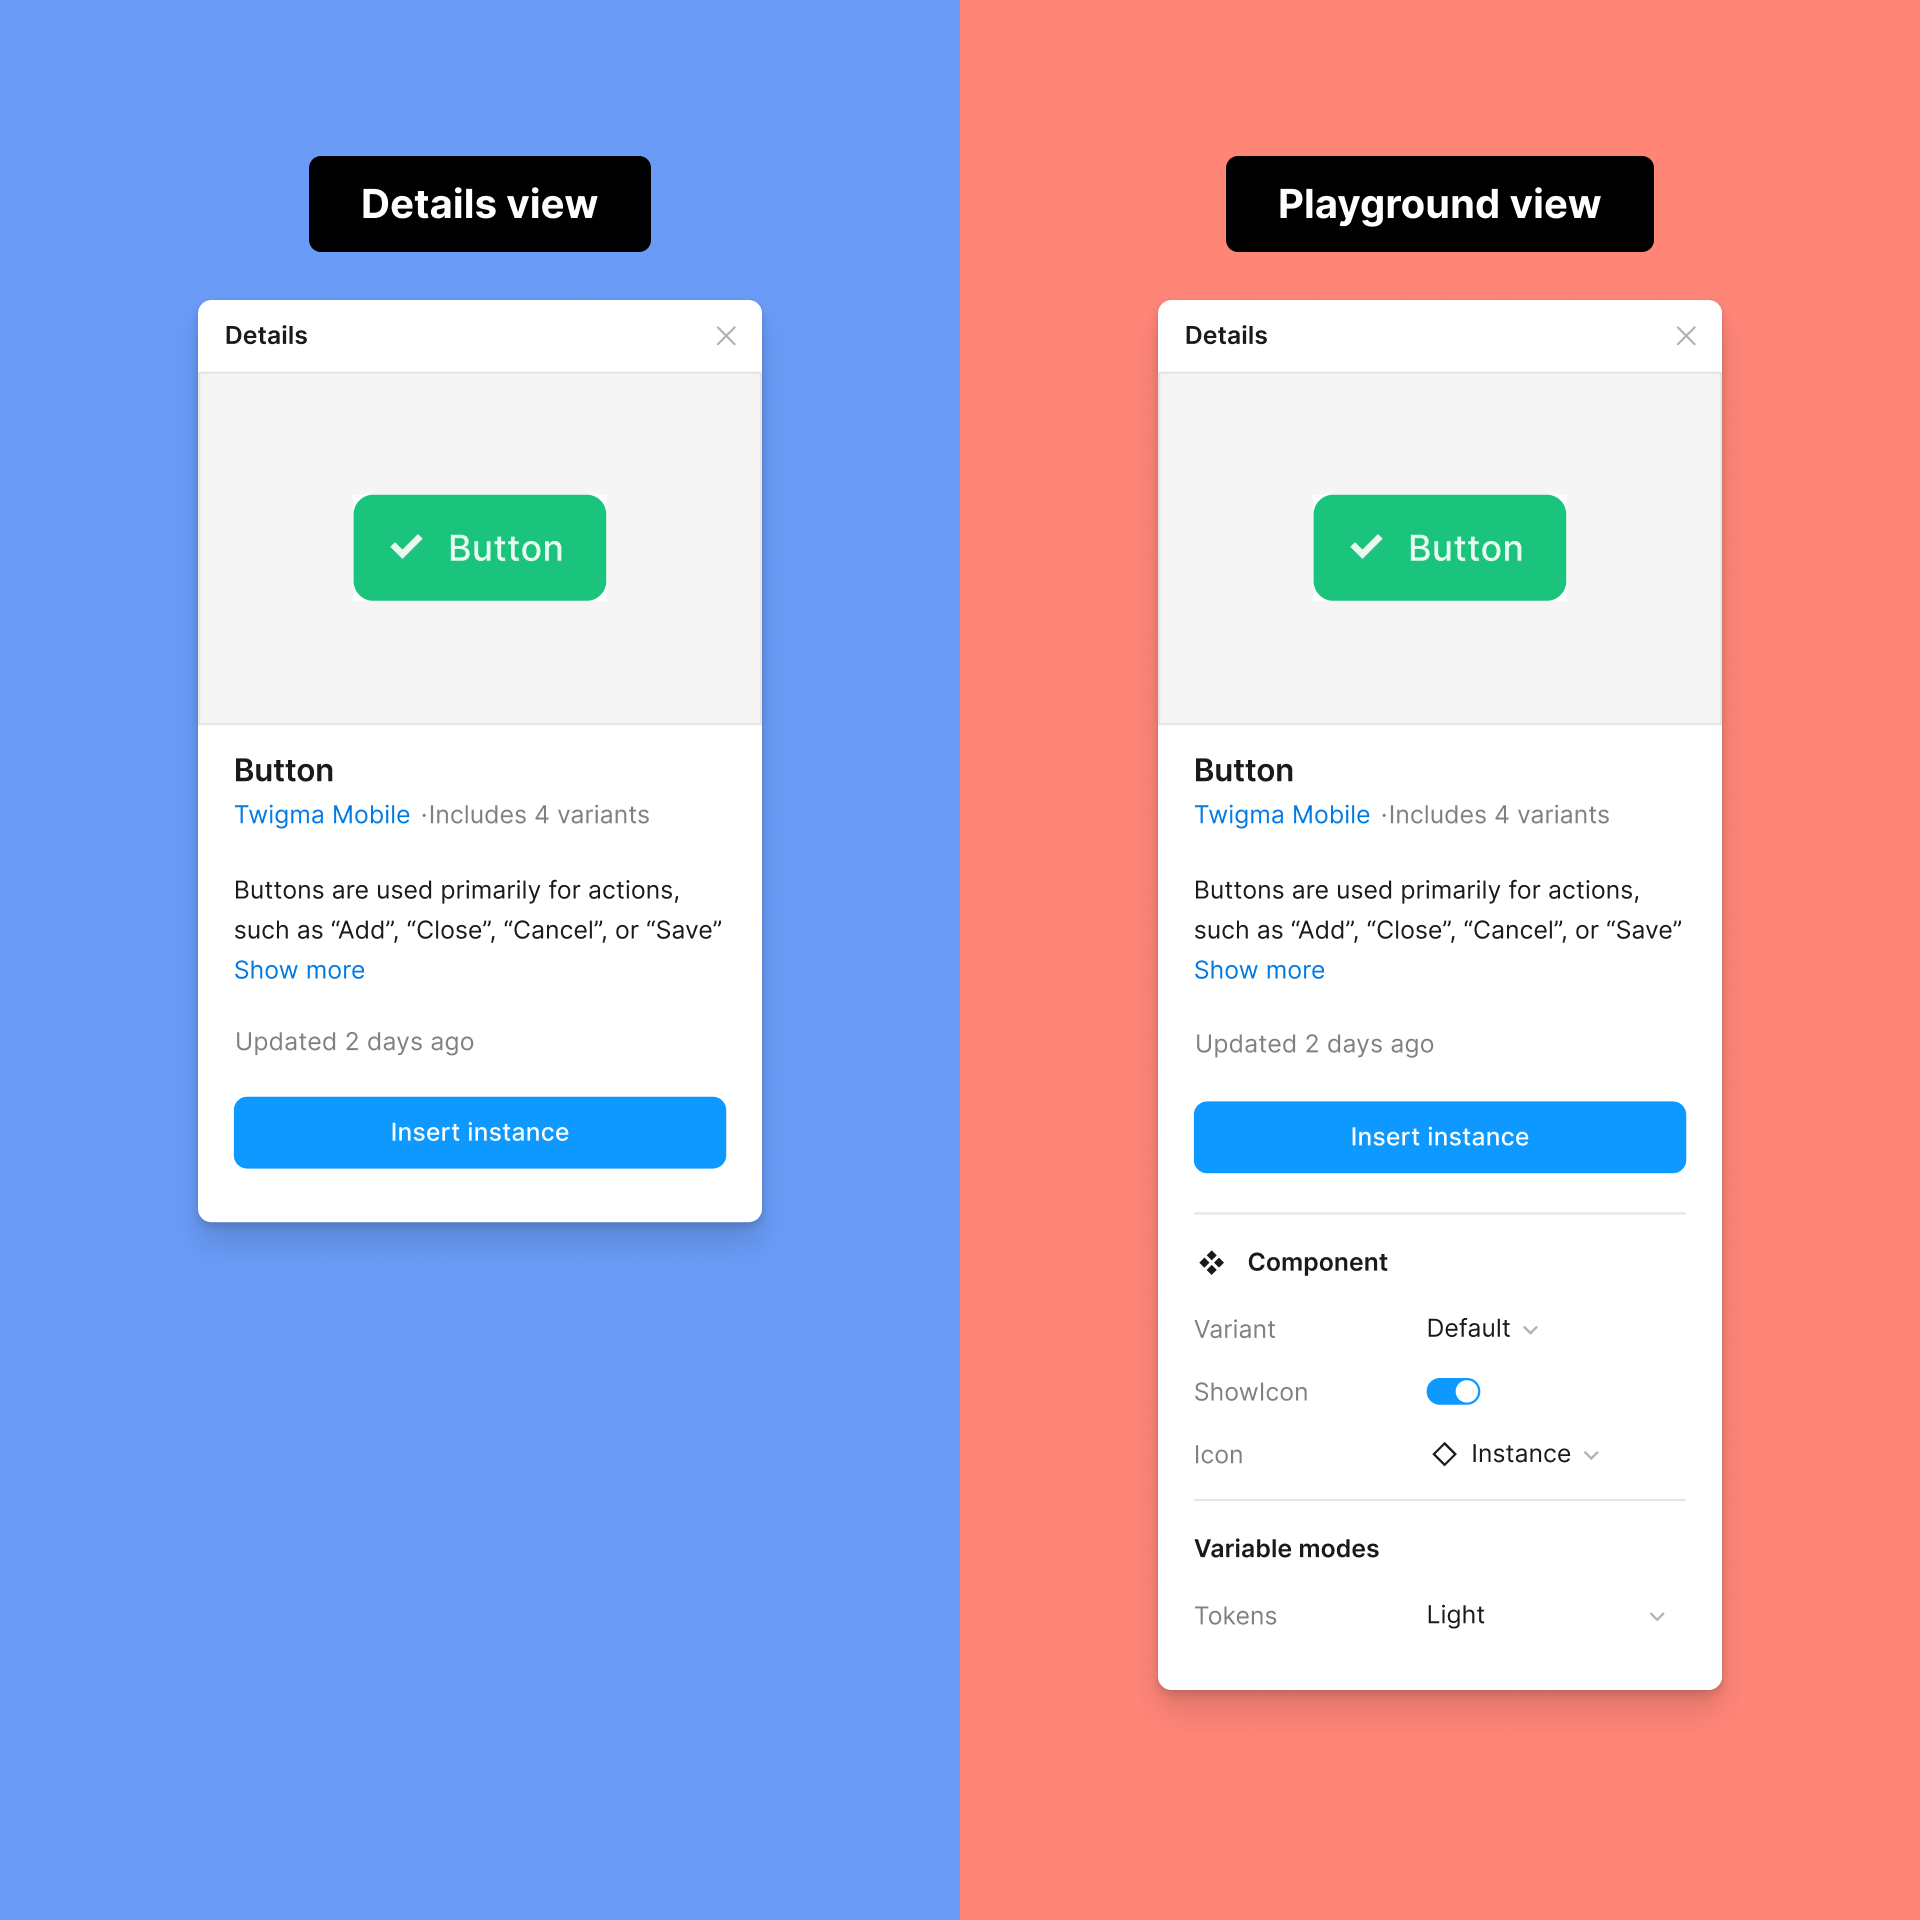 Details view
Details
Button
Button
Twigma Mobile ·Includes 4 variants
Buttons are used primarily for actions,
such as “Add”, “Close”, “Cancel”, or “Save”
Show more
Updated 2 days ago
Insert instance
Playground view
Details
Button
Button
Twigma Mobile ·Includes 4 variants
Buttons are used primarily for actions,
such as “Add”, “Close”, “Cancel”, or “Save”
Show more
Updated 2 days ago
Insert instance
Component
Variant Default
ShowIcon
Icon Instance
Variable modes
Tokens Light